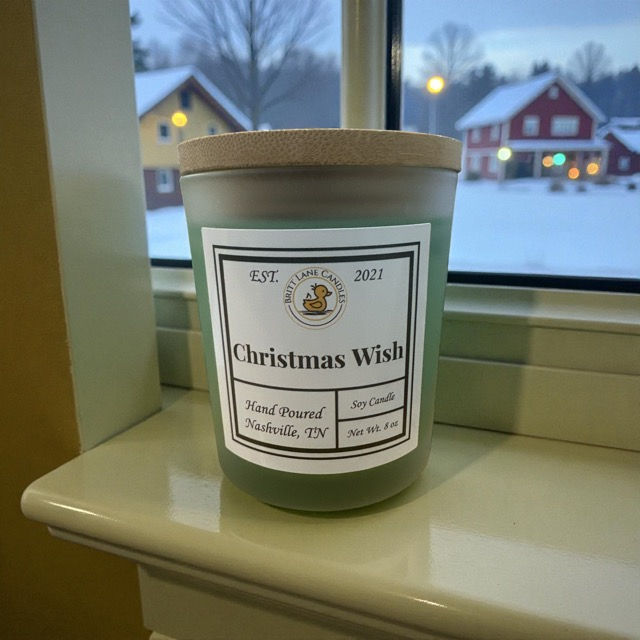 EST. 2021
BRITT LANE CANDLES
Christmas Wish
Hand Poured
Nashville, TN
Soy Candle
Net Wt. 8 oz